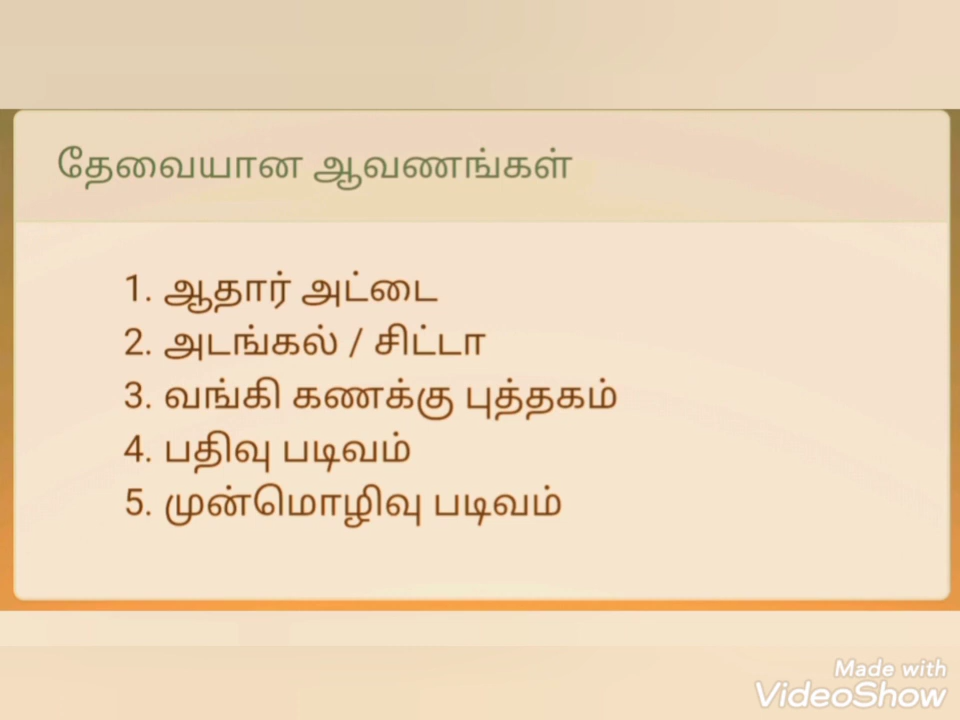 தேவையான ஆவணங்கள்
1. ஆதார் அட்டை
2. அடங்கல் / சிட்டா
3. வங்கி கணக்கு புத்தகம்
4. பதிவு படிவம்
5. முன்மொழிவு படிவம்
Made with
VideoShow